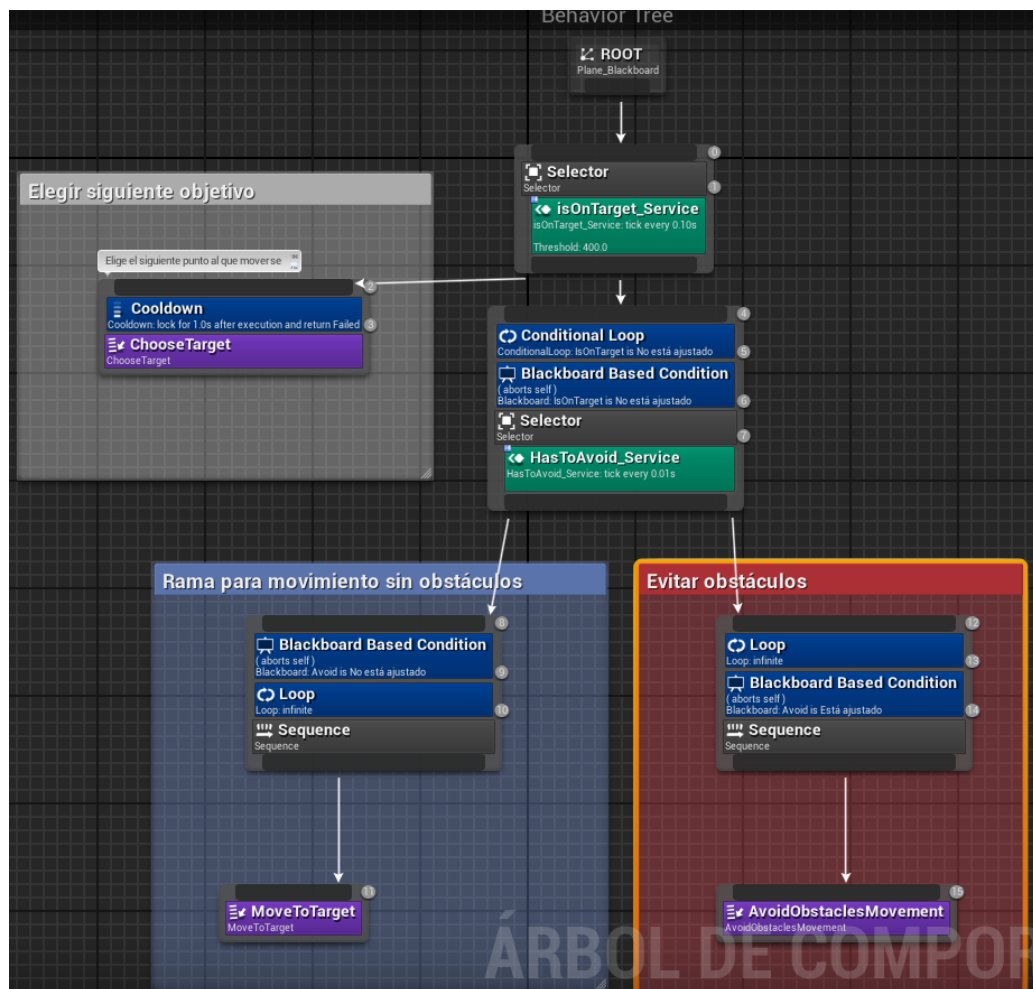 Behavior Tree
ROOT
Plane_Blackboard
0
Selector
Selector
1
isOnTarget_Service
isOnTarget_Service: tick every 0.10s
Threshold: 400.0
Elegir siguiente objetivo
Elige el siguiente punto al que moverse
2
Cooldown
Cooldown: lock for 1.0s after execution and return Failed
3
ChooseTarget
ChooseTarget
4
Conditional Loop
ConditionalLoop: IsOnTarget is No está ajustado
5
Blackboard Based Condition
( aborts self )
Blackboard: IsOnTarget is No está ajustado
6
Selector
Selector
7
HasToAvoid_Service
HasToAvoid_Service: tick every 0.01s
Rama para movimiento sin obstáculos
8
Blackboard Based Condition
( aborts self )
Blackboard: Avoid is No está ajustado
9
Loop
Loop: infinite
10
Sequence
Sequence
11
MoveToTarget
MoveToTarget
Evitar obstáculos
12
Loop
Loop: infinite
13
Blackboard Based Condition
( aborts self )
Blackboard: Avoid is Está ajustado
14
Sequence
Sequence
15
AvoidObstaclesMovement
AvoidObstaclesMovement
ÁRBOL DE COMPOR